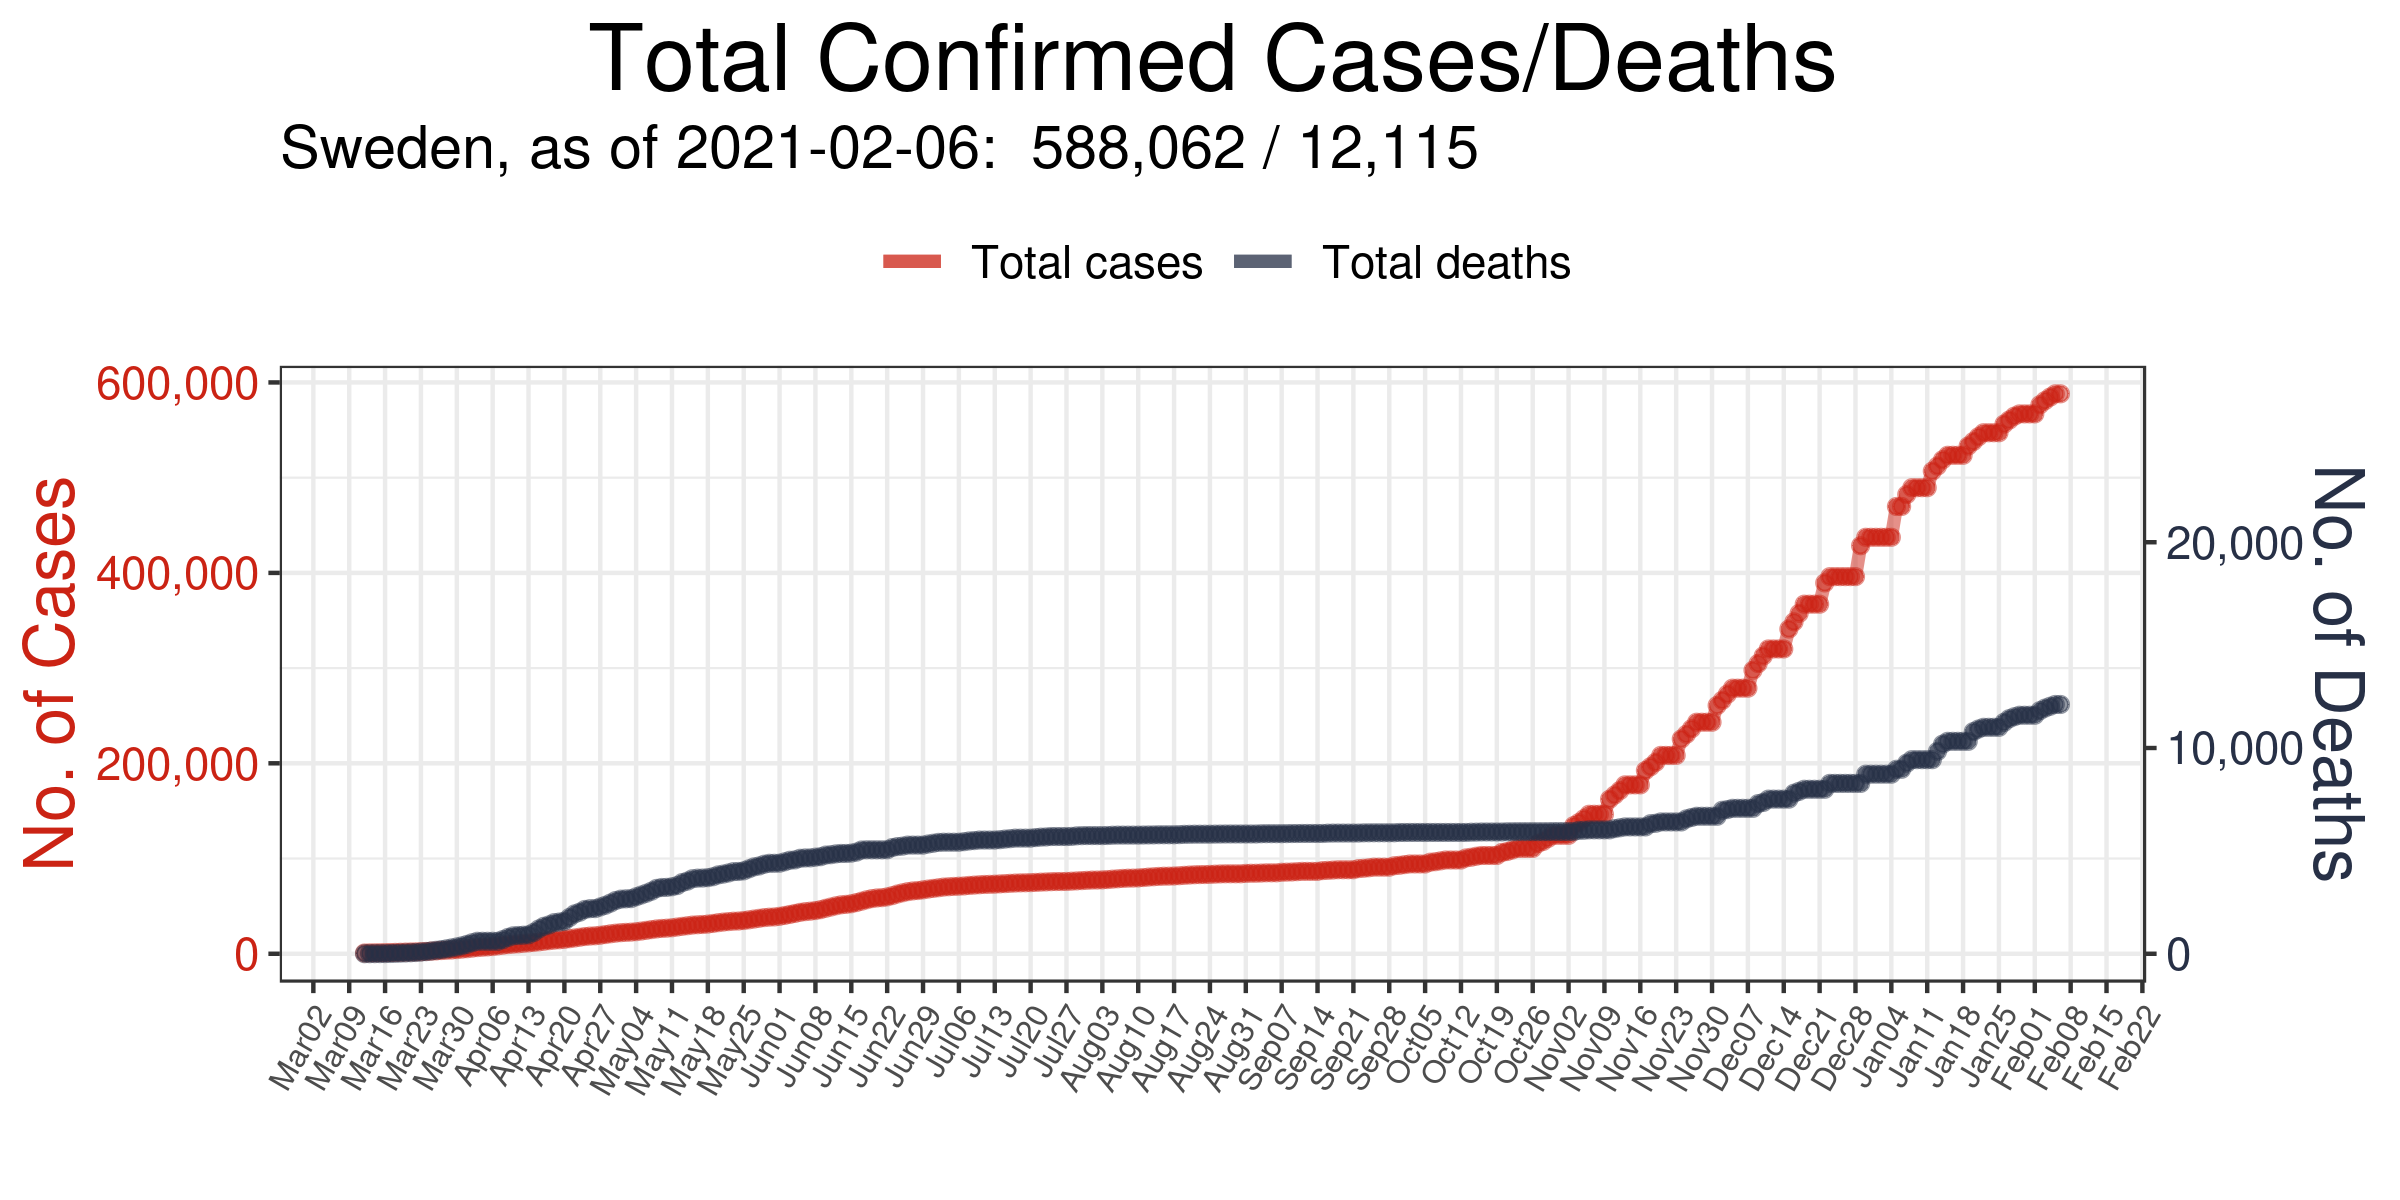 Total Confirmed Cases/Deaths
Sweden, as of 2021-02-06:  588,062 / 12,115
Total cases
Total deaths
No. of Cases
600,000
400,000
200,000
0
20,000
10,000
0
No. of Deaths
Mar02
Mar09
Mar16
Mar23
Mar30
Apr06
Apr13
Apr20
Apr27
May04
May11
May18
May25
Jun01
Jun08
Jun15
Jun22
Jun29
Jul06
Jul13
Jul20
Jul27
Aug03
Aug10
Aug17
Aug24
Aug31
Sep07
Sep14
Sep21
Sep28
Oct05
Oct12
Oct19
Oct26
Nov02
Nov09
Nov16
Nov23
Nov30
Dec07
Dec14
Dec21
Dec28
Jan04
Jan11
Jan18
Jan25
Feb01
Feb08
Feb15
Feb22